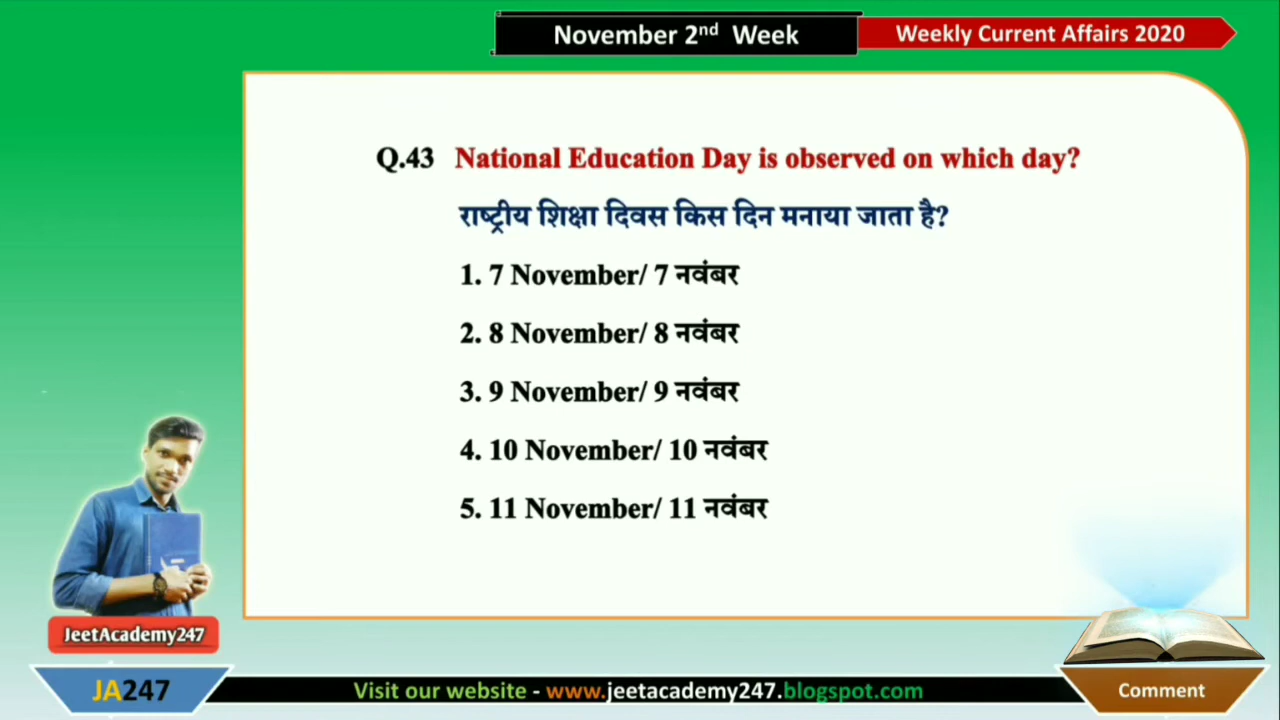 November 2nd Week
Weekly Current Affairs 2020
Q.43 National Education Day is observed on which day?
राष्ट्रीय शिक्षा दिवस किस दिन मनाया जाता है?
1. 7 November/ 7 नवंबर
2. 8 November/ 8 नवंबर
3. 9 November/ 9 नवंबर
4. 10 November/ 10 नवंबर
5. 11 November/ 11 नवंबर
JeetAcademy247
JA247
Visit our website - www.jeetacademy247.blogspot.com
Comment